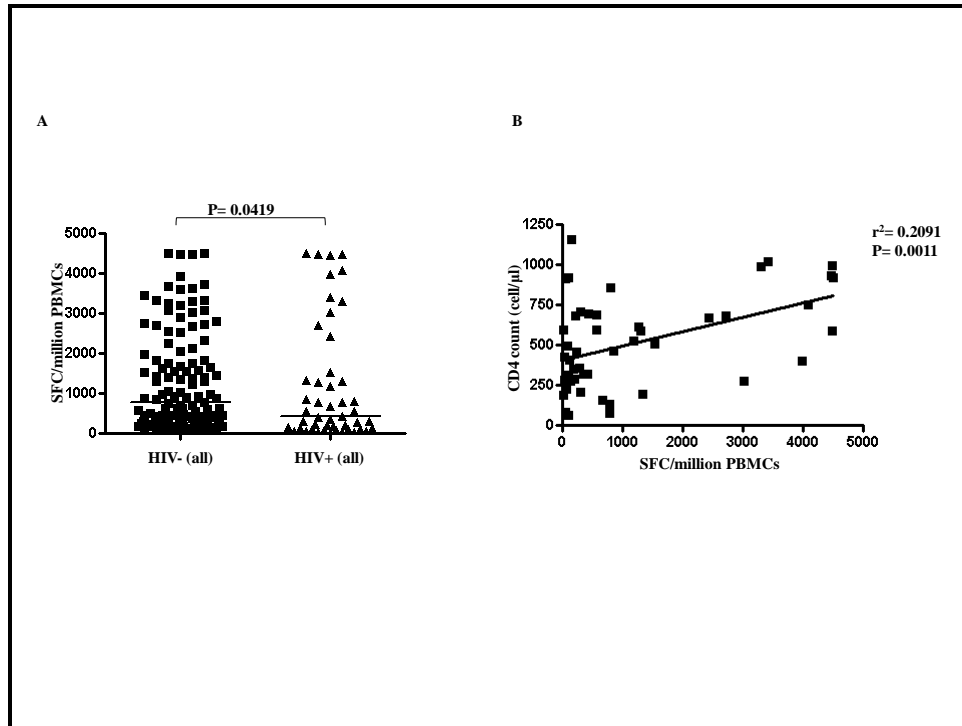 A
P= 0.0419
5000
4000
3000
2000
1000
0
SFC/million PBMCs
HIV- (all)
HIV+ (all)
B
r²= 0.2091
P= 0.0011
1250
1000
750
500
250
0
CD4 count (cell/µl)
0 1000 2000 3000 4000 5000
SFC/million PBMCs